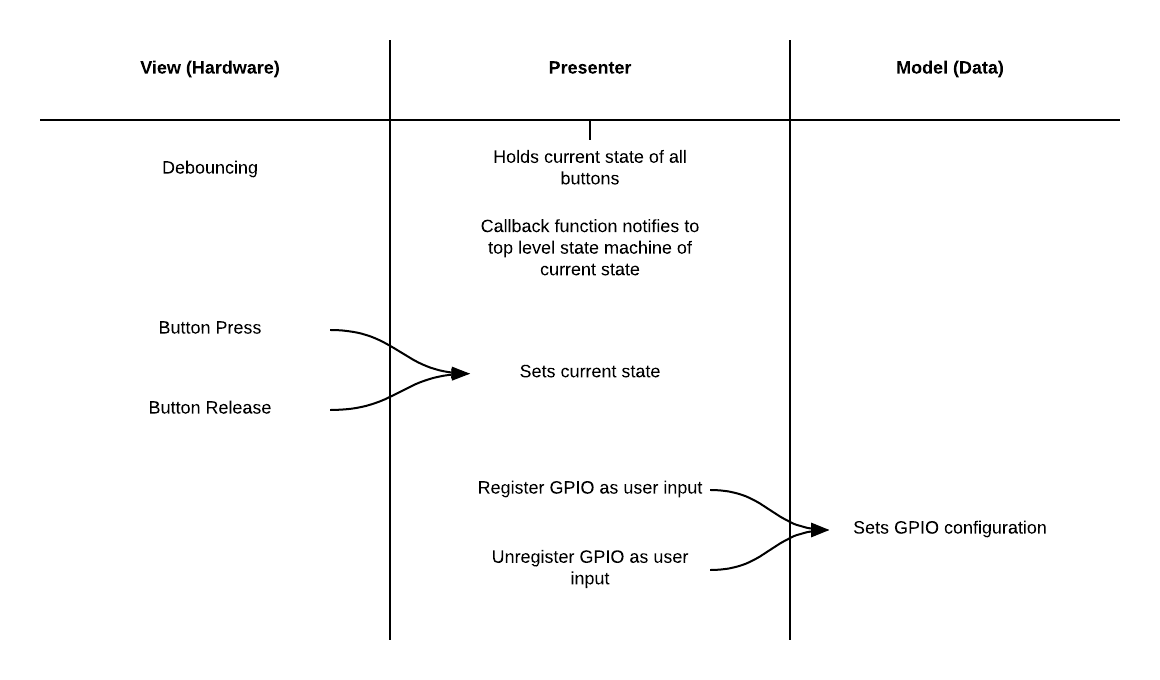 View (Hardware)
Presenter
Model (Data)
Debouncing
Holds current state of all
buttons
Callback function notifies to
top level state machine of
current state
Button Press
Sets current state
Button Release
Register GPIO as user input
Sets GPIO configuration
Unregister GPIO as user
input